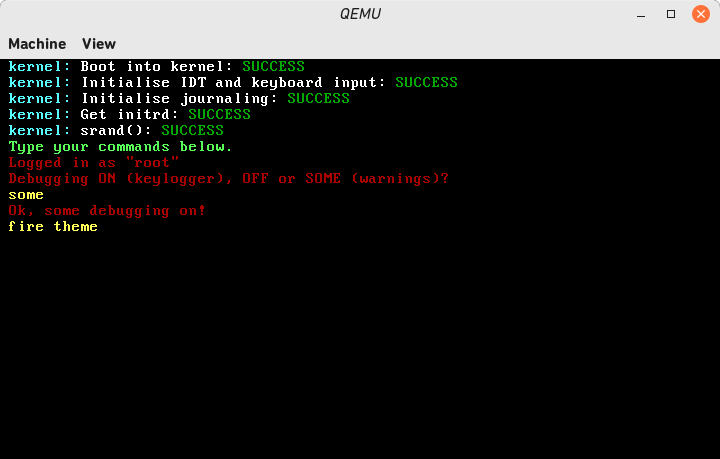 QEMU
Machine View
kernel: Boot into kernel: SUCCESS
kernel: Initialise IDT and keyboard input: SUCCESS
kernel: Initialise journaling: SUCCESS
kernel: Get initrd: SUCCESS
kernel: srand(): SUCCESS
Type your commands below.
Logged in as "root"
Debugging ON (keylogger), OFF or SOME (warnings)?
some
Ok, some debugging on!
fire theme